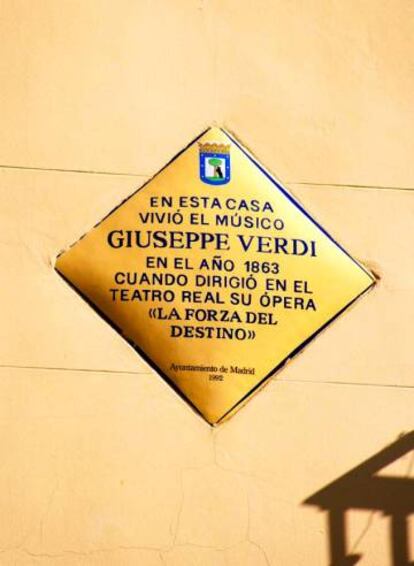 EN ESTA CASA
VIVIÓ EL MÚSICO
GIUSEPPE VERDI
EN EL AÑO 1863
CUANDO DIRIGIÓ EN EL
TEATRO REAL SU ÓPERA
«LA FORZA DEL
DESTINO»
Ayuntamiento de Madrid
1992